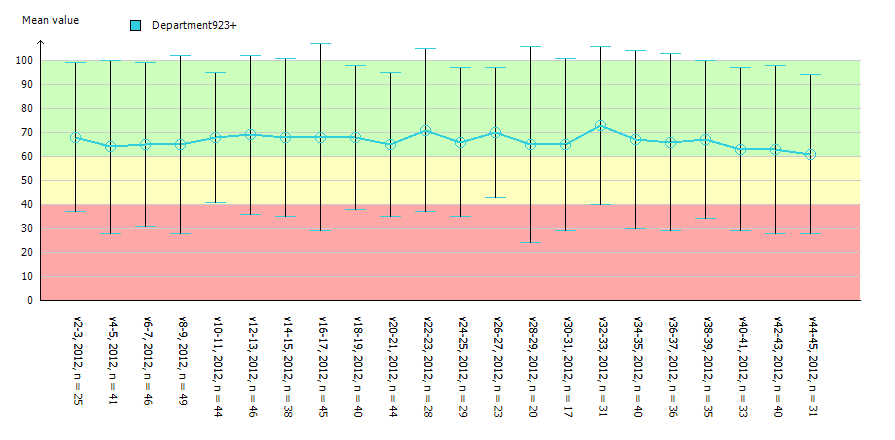 Mean value
Department923+
100
90
80
70
60
50
40
30
20
10
0
v2-3, 2012, n = 25
v4-5, 2012, n = 41
v6-7, 2012, n = 46
v8-9, 2012, n = 49
v10-11, 2012, n = 44
v12-13, 2012, n = 46
v14-15, 2012, n = 38
v16-17, 2012, n = 45
v18-19, 2012, n = 40
v20-21, 2012, n = 44
v22-23, 2012, n = 28
v24-25, 2012, n = 29
v26-27, 2012, n = 23
v28-29, 2012, n = 20
v30-31, 2012, n = 17
v32-33, 2012, n = 31
v34-35, 2012, n = 40
v36-37, 2012, n = 36
v38-39, 2012, n = 35
v40-41, 2012, n = 33
v42-43, 2012, n = 40
v44-45, 2012, n = 31